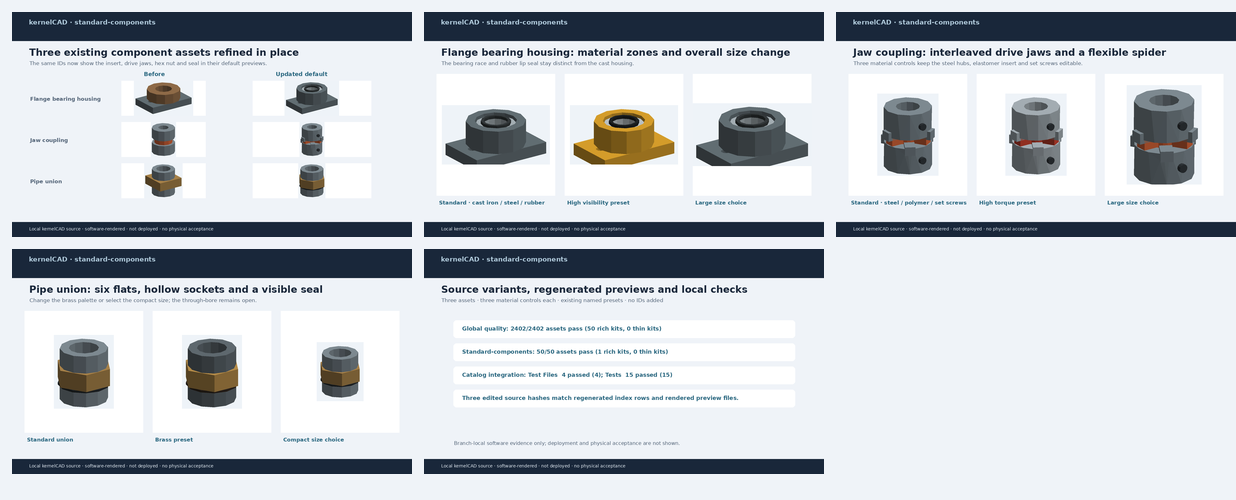 kernelCAD · standard-components
Three existing component assets refined in place
The same IDs now show the insert, drive jaws, hex nut and seal in their default previews.
Before
Updated default
Flange bearing housing
Jaw coupling
Pipe union
Local kernelCAD source · software-rendered · not deployed · no physical acceptance
kernelCAD · standard-components
Flange bearing housing: material zones and overall size change
The bearing race and rubber lip seal stay distinct from the cast housing.
Standard · cast iron / steel / rubber
High visibility preset
Large size choice
Local kernelCAD source · software-rendered · not deployed · no physical acceptance
kernelCAD · standard-components
Jaw coupling: interleaved drive jaws and a flexible spider
Three material controls keep the steel hubs, elastomer insert and set screws editable.
Standard · steel / polymer / set screws
High torque preset
Large size choice
Local kernelCAD source · software-rendered · not deployed · no physical acceptance
kernelCAD · standard-components
Pipe union: six flats, hollow sockets and a visible seal
Change the brass palette or select the compact size; the through-bore remains open.
Standard union
Brass preset
Compact size choice
Local kernelCAD source · software-rendered · not deployed · no physical acceptance
kernelCAD · standard-components
Source variants, regenerated previews and local checks
Three assets · three material controls each · existing named presets · no IDs added
Global quality: 2402/2402 assets pass (50 rich kits, 0 thin kits)
Standard-components: 50/50 assets pass (1 rich kits, 0 thin kits)
Catalog integration: Test Files  4 passed (4); Tests  15 passed (15)
Three edited source hashes match regenerated index rows and rendered preview files.
Branch-local software evidence only; deployment and physical acceptance are not shown.
Local kernelCAD source · software-rendered · not deployed · no physical acceptance